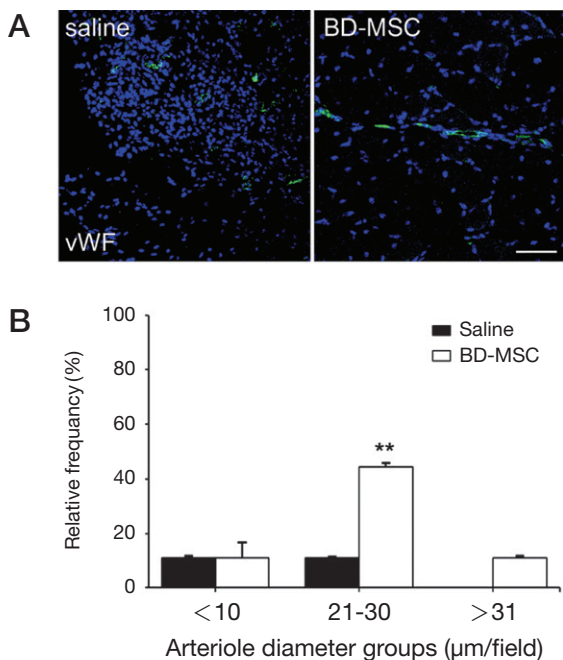 A
saline
BD-MSC
vWF
B
100
80
60
40
20
0
Relative frequancy (%)
Saline
BD-MSC
**
<10
21-30
>31
Arteriole diameter groups (μm/field)